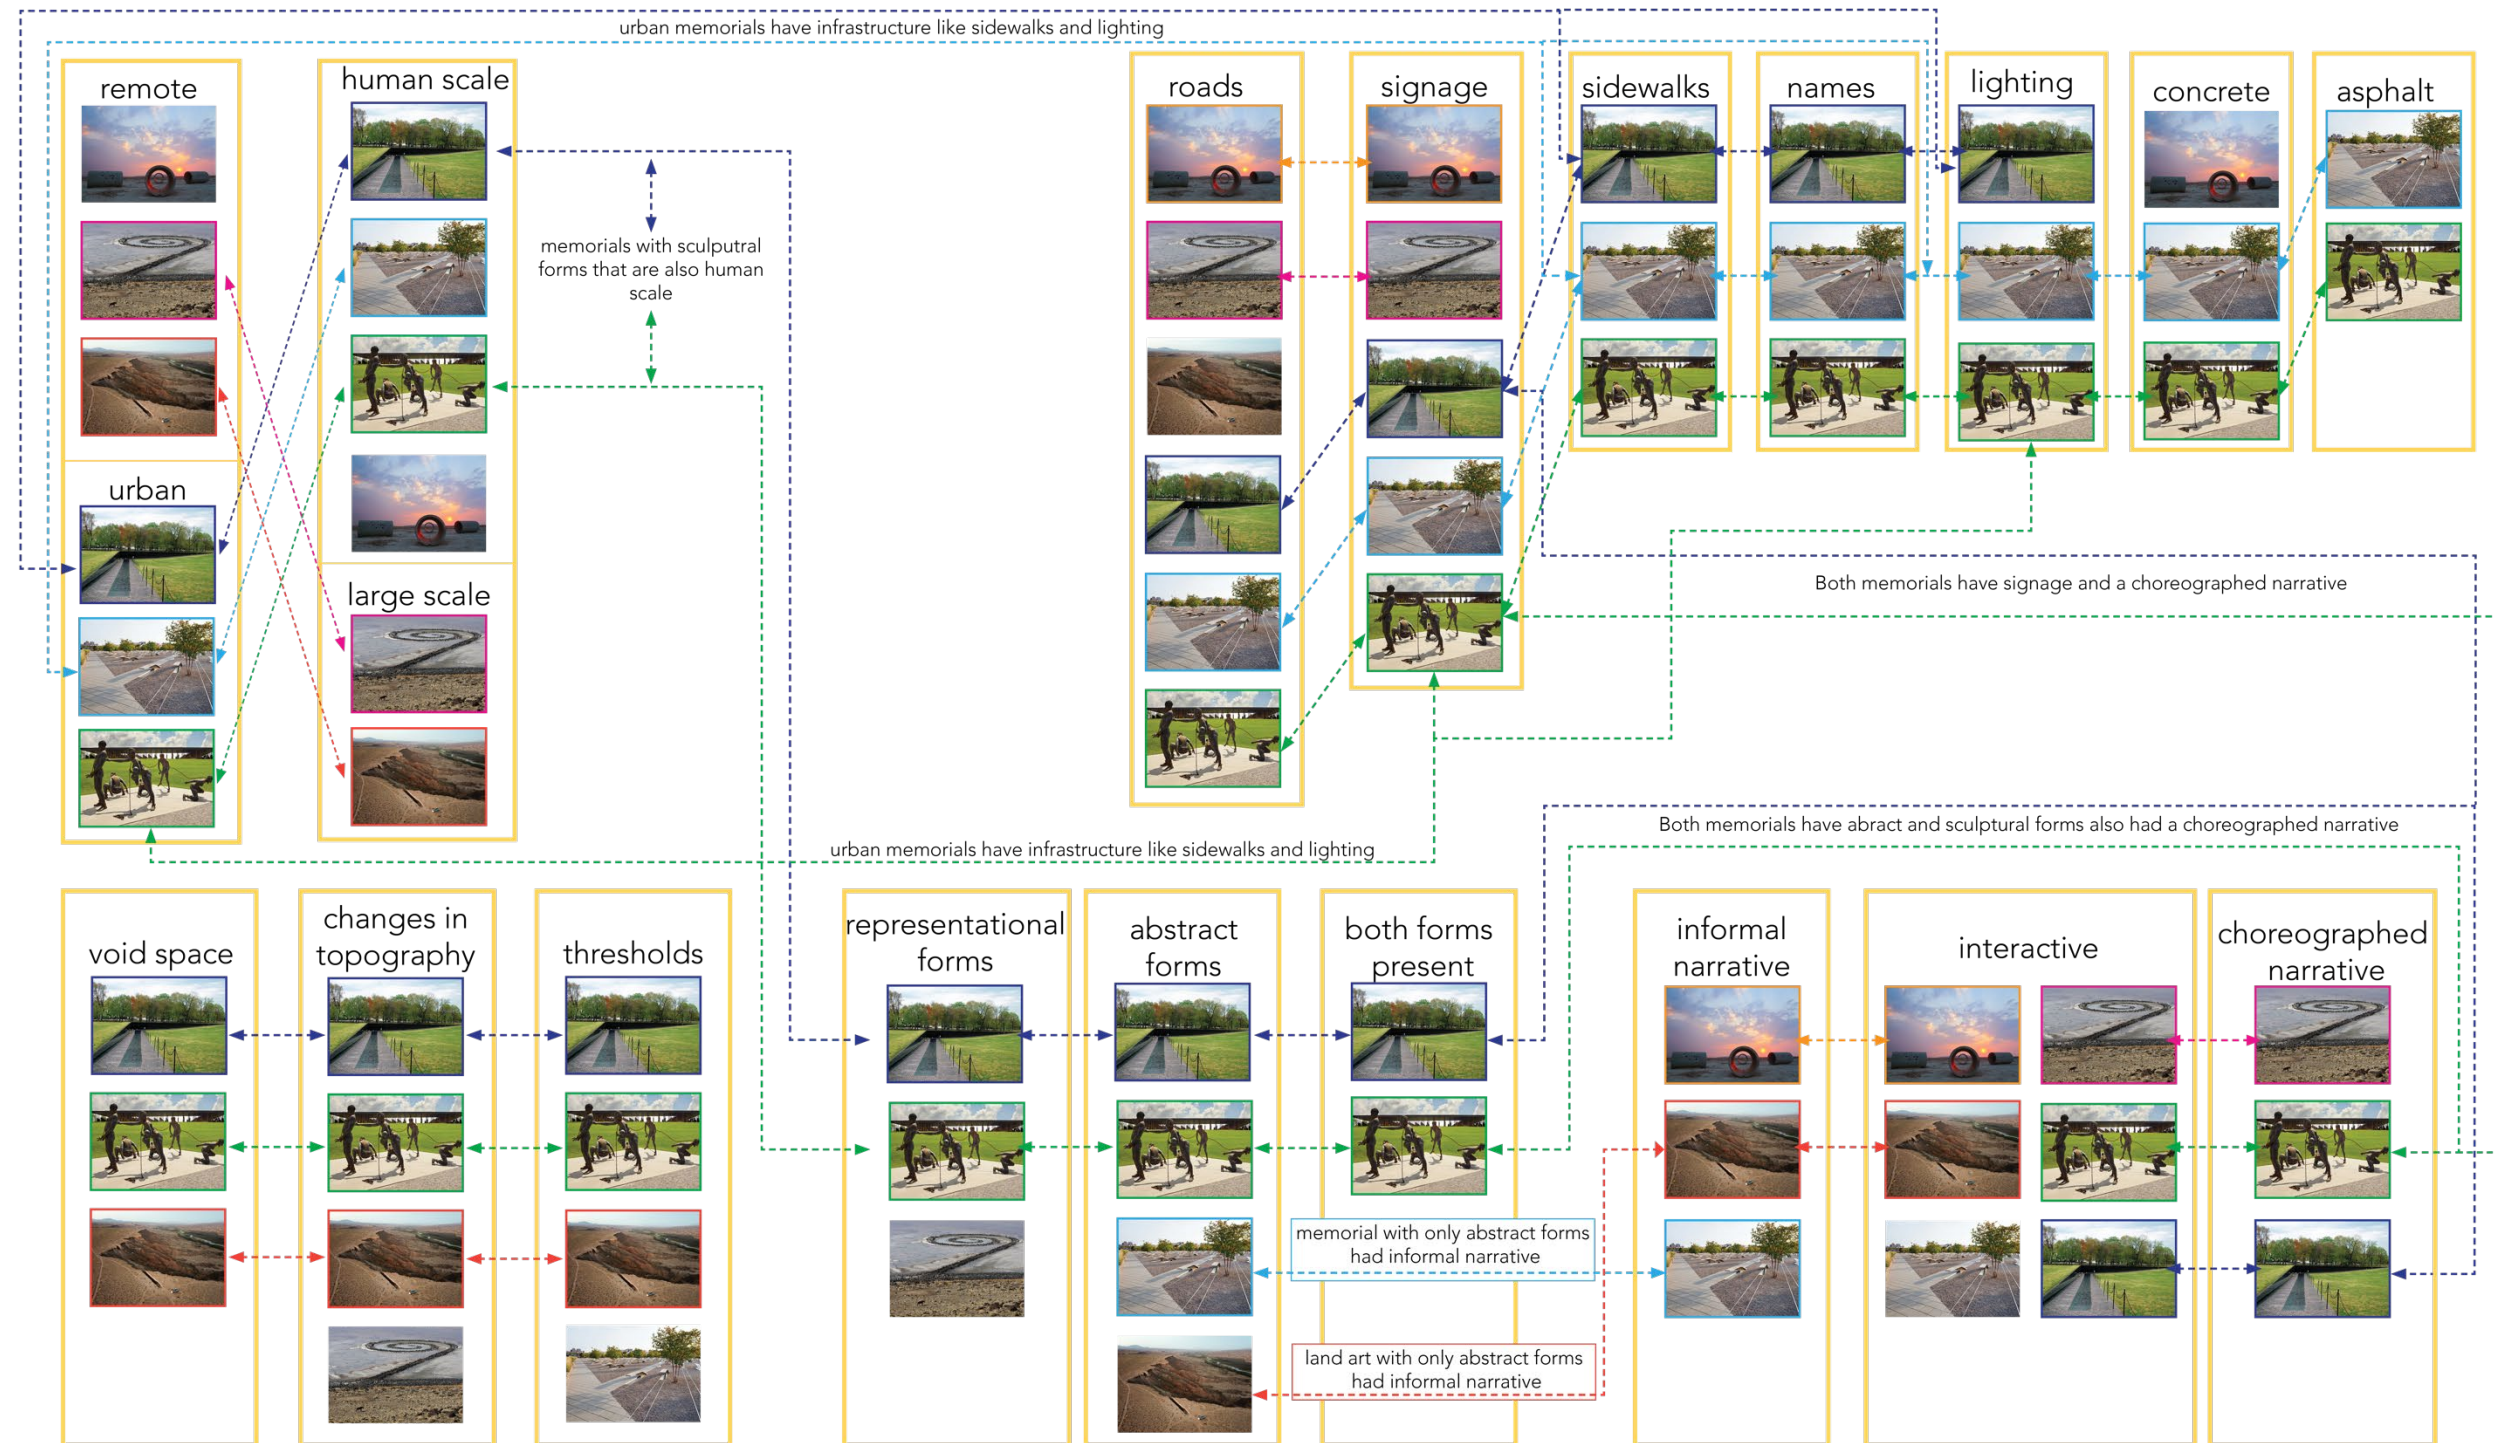 urban memorials have infrastructure like sidewalks and lighting
remote
human scale
roads
signage
sidewalks
names
lighting
concrete
asphalt
memorials with sculputral
forms that are also human
scale
urban
large scale
Both memorials have signage and a choreographed narrative
Both memorials have abract and sculptural forms also had a choreographed narrative
urban memorials have infrastructure like sidewalks and lighting
void space
changes in
topography
thresholds
representational
forms
abstract
forms
both forms
present
informal
narrative
interactive
choreographed
narrative
memorial with only abstract forms
had informal narrative
land art with only abstract forms
had informal narrative